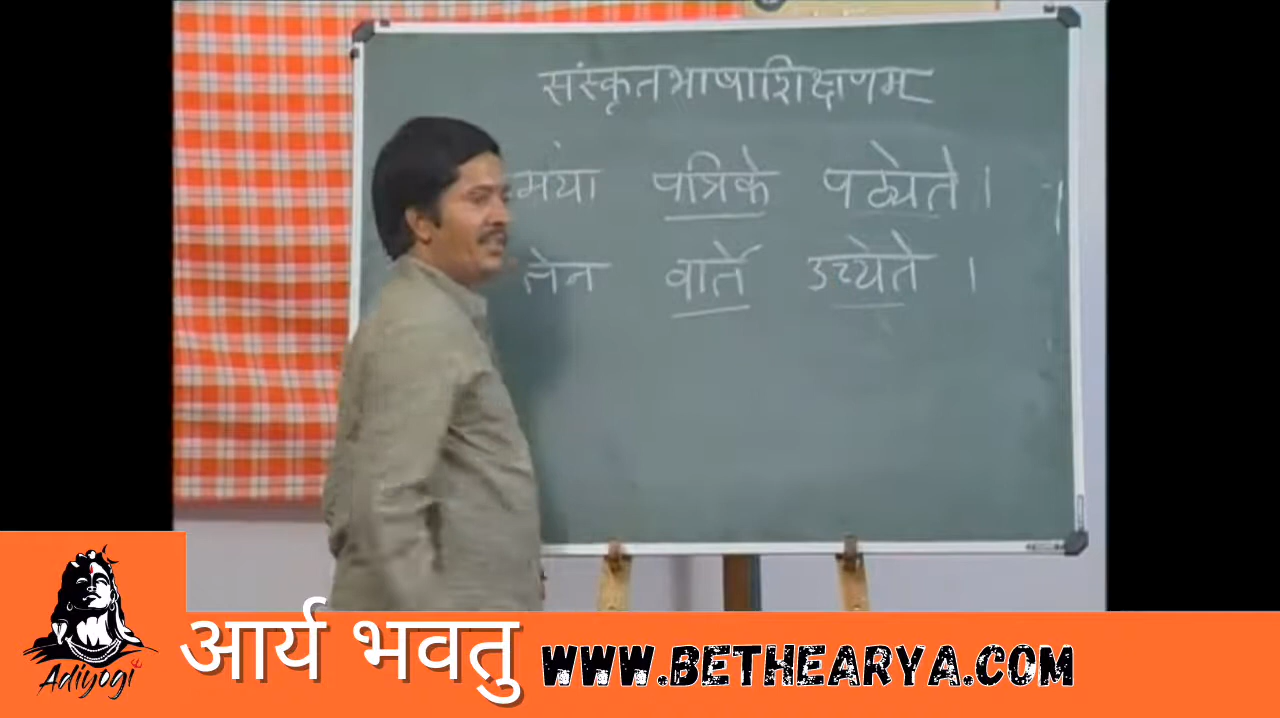 संस्कृतभाषाशिक्षणम्
मया पत्रिके पठ्येते ।
तेन वार्ते उच्येते ।
Adiyogi
आर्य भवतु
WWW.BETHEARYA.COM